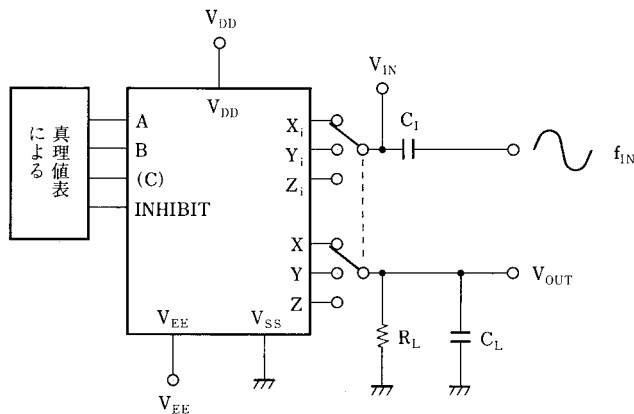 V_DD
V_DD
真理値表
による
A
B
(C)
INHIBIT
V_EE
V_SS
V_EE
X_i
Y_i
Z_i
X
Y
Z
V_IN
C_I
f_IN
V_OUT
R_L
C_L